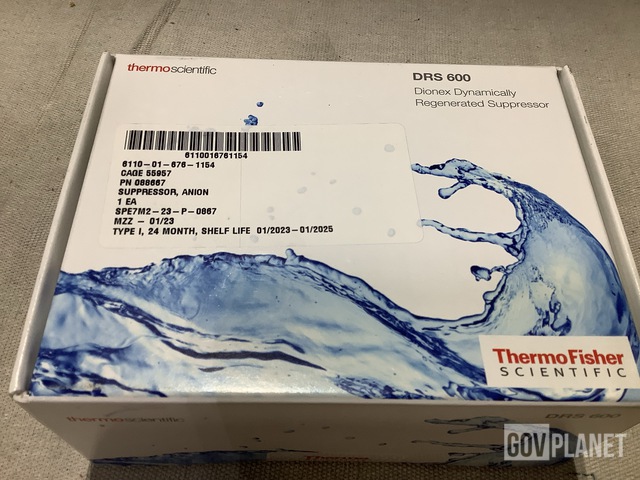 thermoscientific
DRS 600
Dionex Dynamically
Regenerated Suppressor
6110016761154
6110-01-676-1154
CAGE 55957
PN 088667
SUPPRESSOR, ANION
1 EA
SPE7M2-23-P-0867
MZZ - 01/23
TYPE I, 24 MONTH, SHELF LIFE 01/2023-01/2025
ThermoFisher
SCIENTIFIC
thermoscientific
DRS 600
Thermo
GOVPLANET